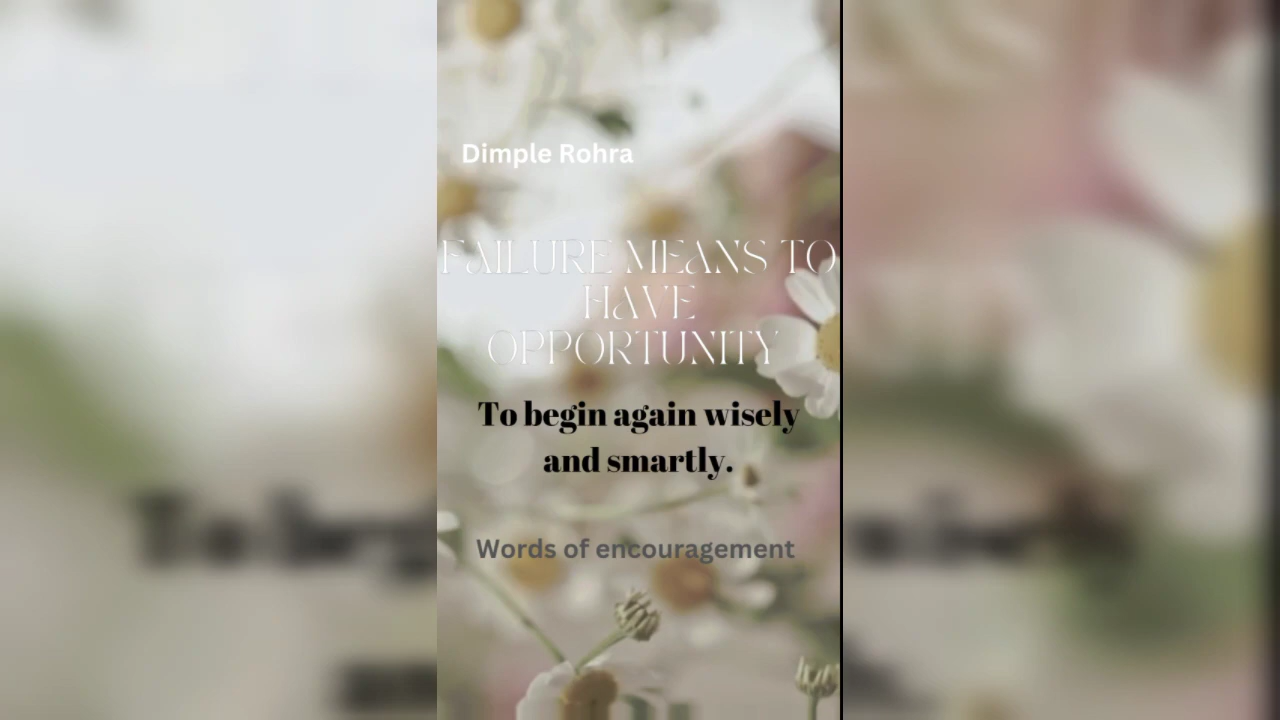 Dimple Rohra
FAILURE MEANS TO
HAVE
OPPORTUNITY
To begin again wisely
and smartly.
Words of encouragement